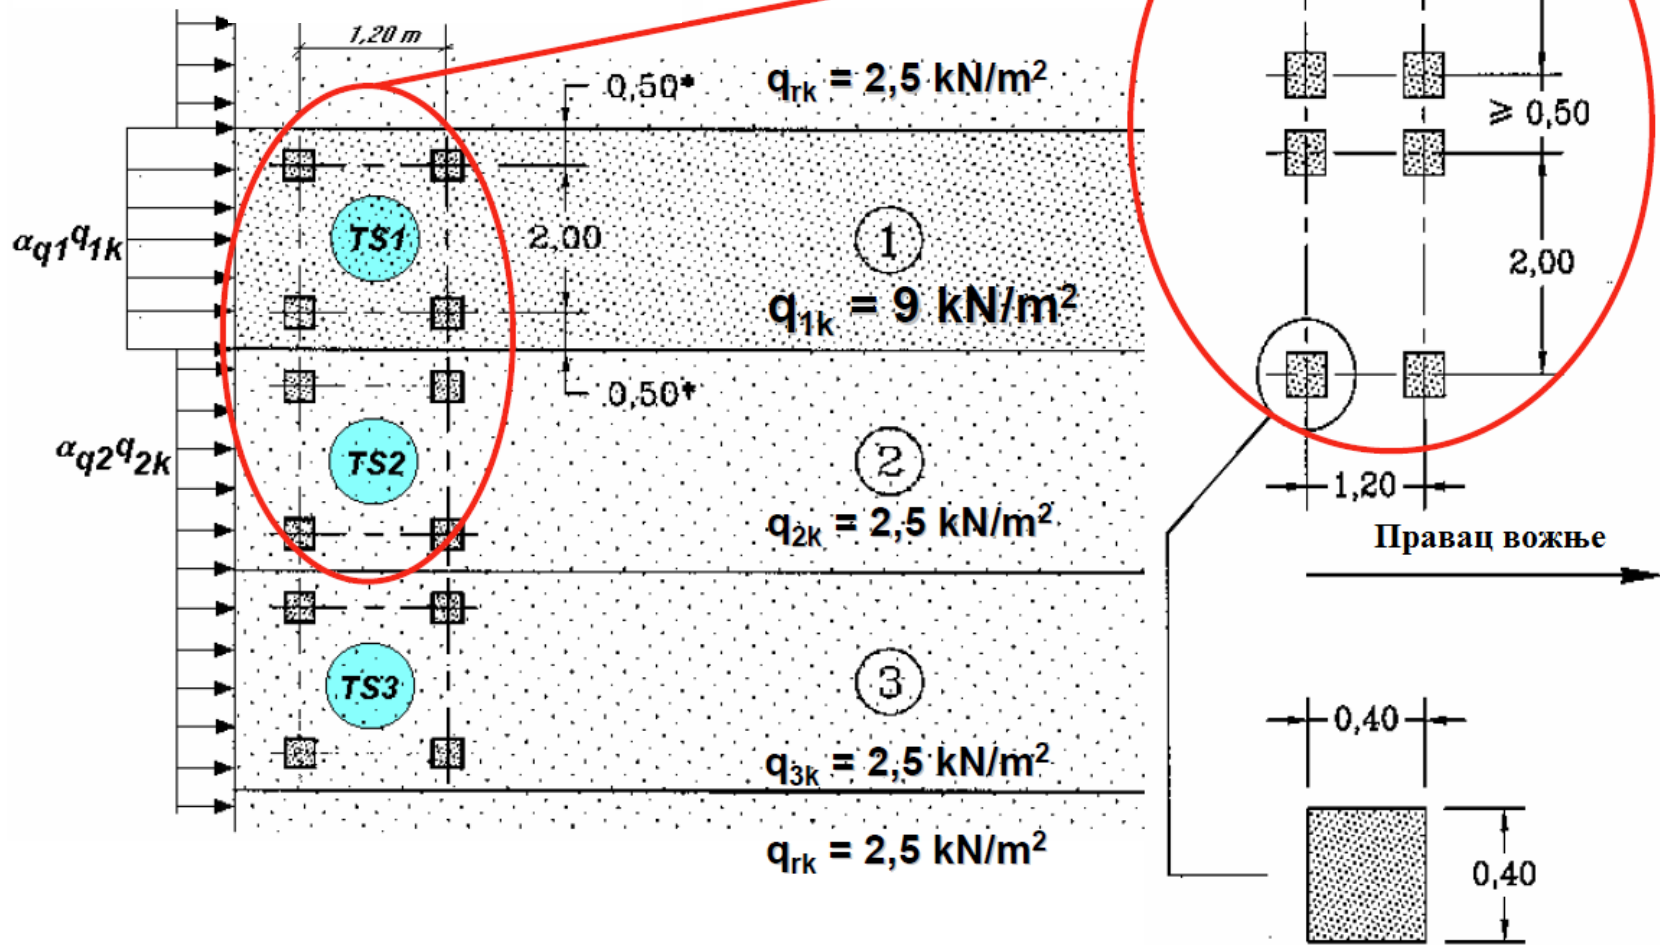 1,20 m
0,50*
q_rk = 2,5 kN/m²
α_q1 q_1k
TS1
2,00
1
q_1k = 9 kN/m²
0,50*
α_q2 q_2k
TS2
2
q_2k = 2,5 kN/m²
TS3
3
q_3k = 2,5 kN/m²
q_rk = 2,5 kN/m²
⩾ 0,50
2,00
1,20
Правац вожње
0,40
0,40